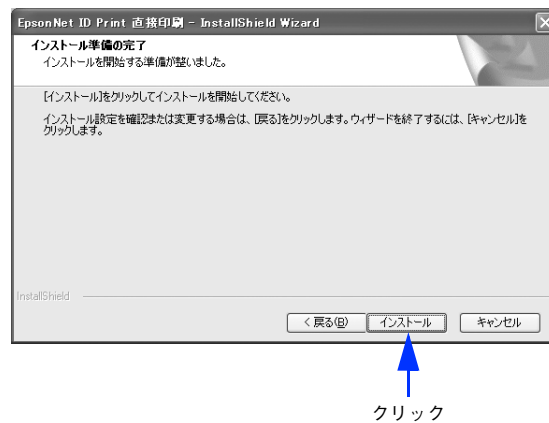 EpsonNet ID Print 直接印刷 - InstallShield Wizard
インストール準備の完了
インストールを開始する準備が整いました。
[インストール]をクリックしてインストールを開始してください。
インストール設定を確認または変更する場合は、[戻る]をクリックします。ウィザードを終了するには、[キャンセル]を
クリックします。
InstallShield
< 戻る(B)
インストール
キャンセル
クリック